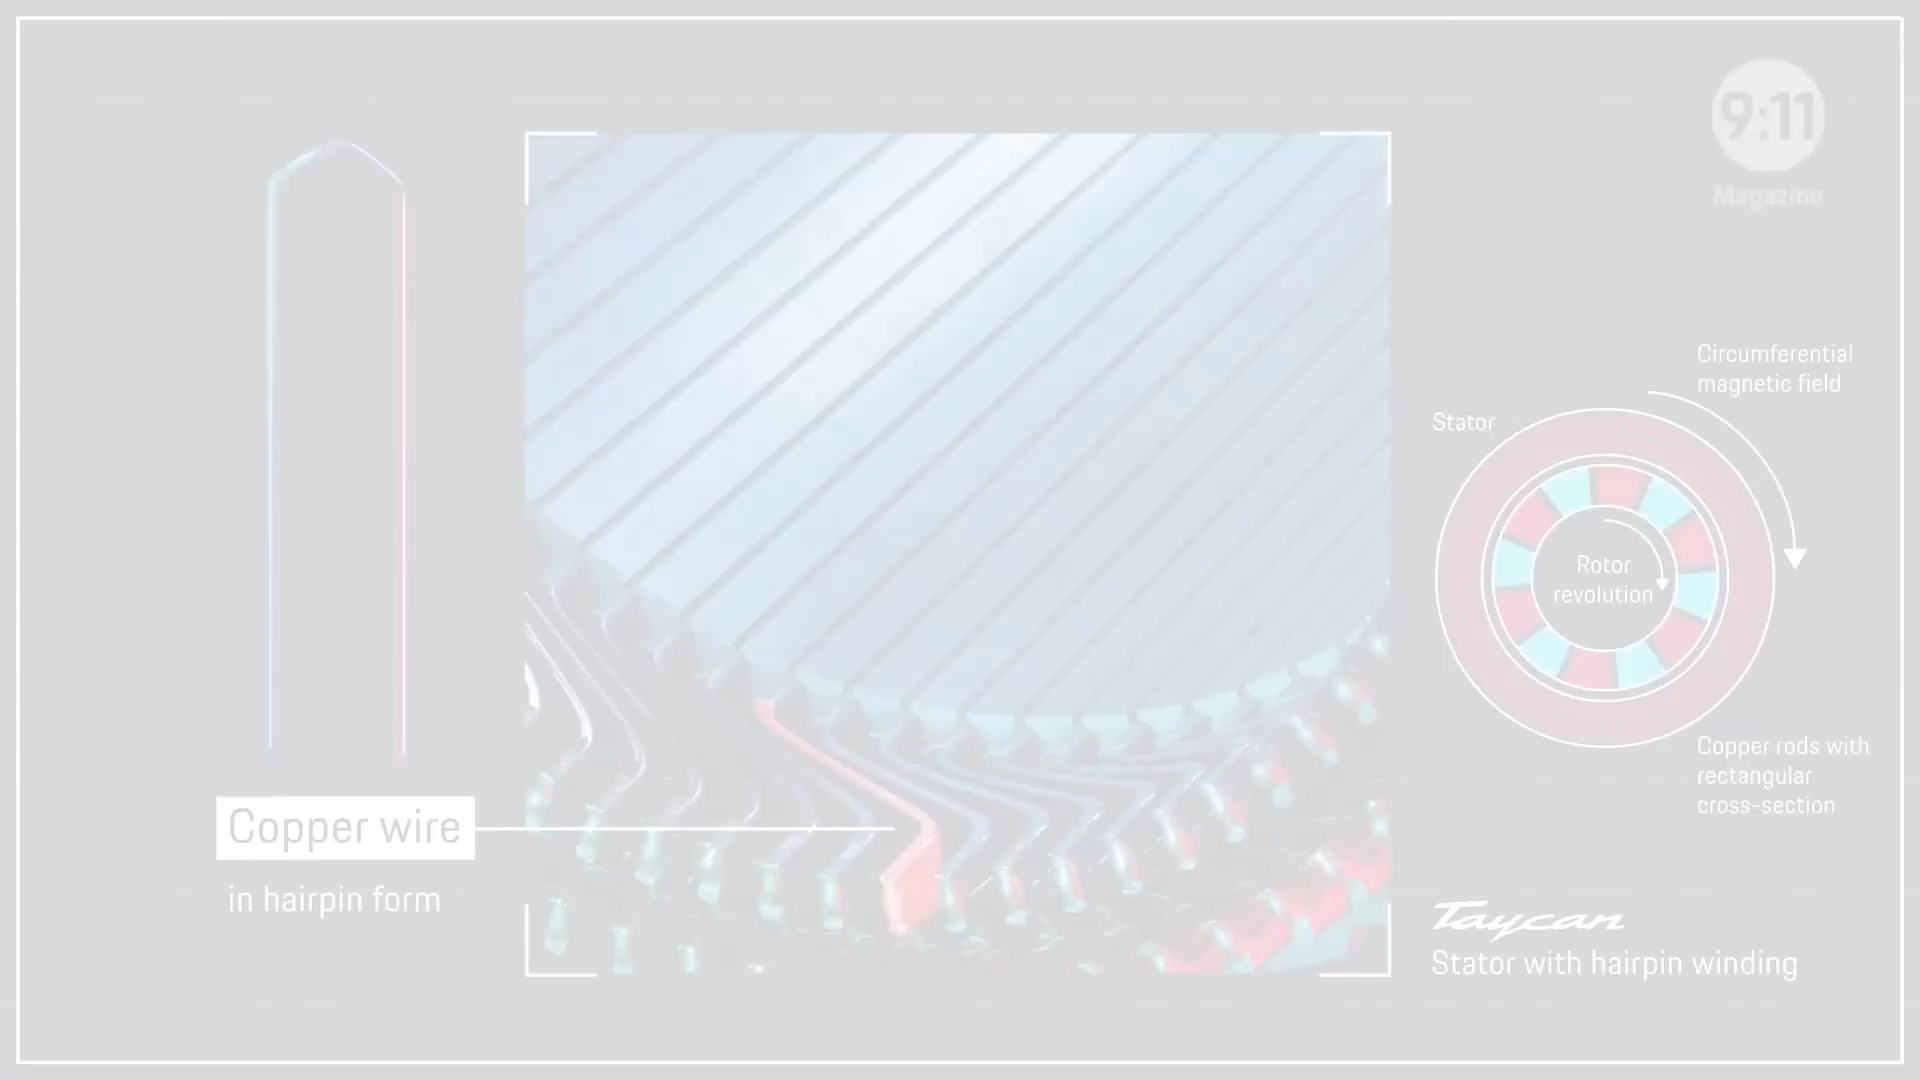 9:11
Magazine
Circumferential
magnetic field
Stator
Rotor
revolution
Copper rods with
rectangular
cross-section
Copper wire
in hairpin form
Taycan
Stator with hairpin winding